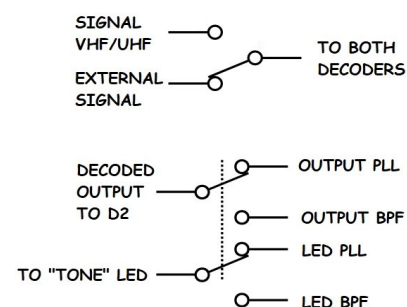 SIGNAL
VHF/UHF
EXTERNAL
SIGNAL
TO BOTH
DECODERS
DECODED
OUTPUT
TO D2
OUTPUT PLL
OUTPUT BPF
LED PLL
TO "TONE" LED
LED BPF